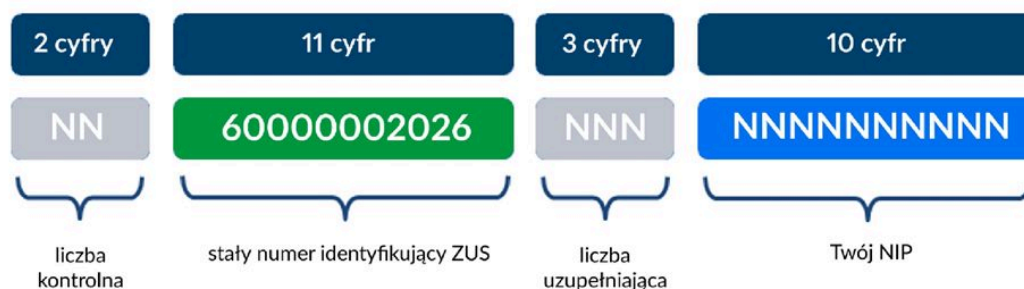 2 cyfry
11 cyfr
3 cyfry
10 cyfr
NN
60000002026
NNN
NNNNNNNNNN
liczba
kontrolna
stały numer identyfikujący ZUS
liczba
uzupełniająca
Twój NIP